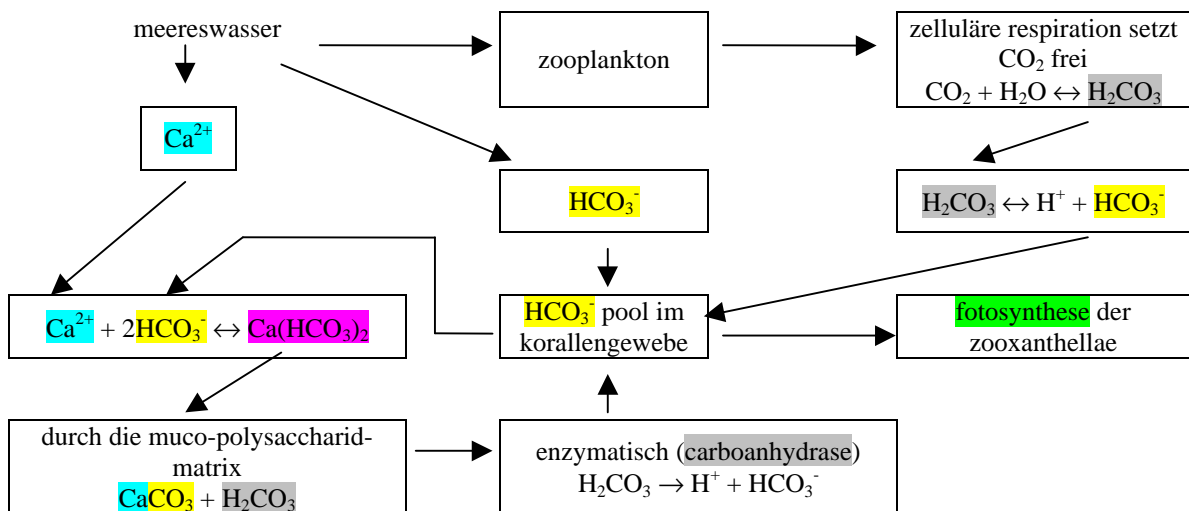 meereswasser
zooplankton
zelluläre respiration setzt
CO₂ frei
CO₂ + H₂O ↔ H₂CO₃
Ca²⁺
HCO₃⁻
H₂CO₃ ↔ H⁺ + HCO₃⁻
Ca²⁺ + 2HCO₃⁻ ↔ Ca(HCO₃)₂
HCO₃⁻ pool im
korallengewebe
fotosynthese der
zooxanthellae
durch die muco-polysaccharid-
matrix
CaCO₃ + H₂CO₃
enzymatisch (carboanhydrase)
H₂CO₃ → H⁺ + HCO₃⁻